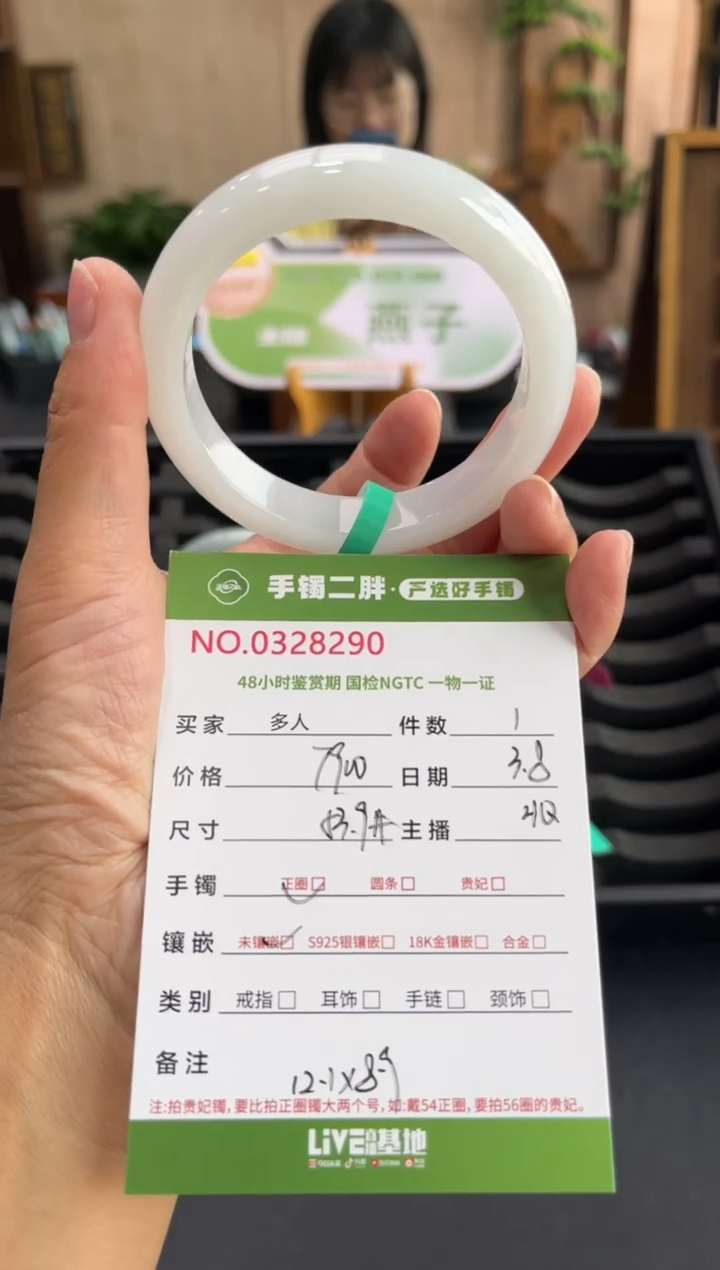 燕子
手镯二胖·严选好手镯
NO.0328290
48小时鉴赏期 国检NGTC 一物一证
买家 多人 件数 1
价格 7900 日期 3.8
尺寸 主播
手镯 正圈 圆条 贵妃
镶嵌 未镶嵌 S925银镶嵌 18K金镶嵌 合金
类别 戒指 耳饰 手链 颈饰
备注 12.1x8.9
注:拍贵妃镯,要比拍正圈镯大两个号,如:戴54正圈,要拍56圈的贵妃。
LiVE 基地